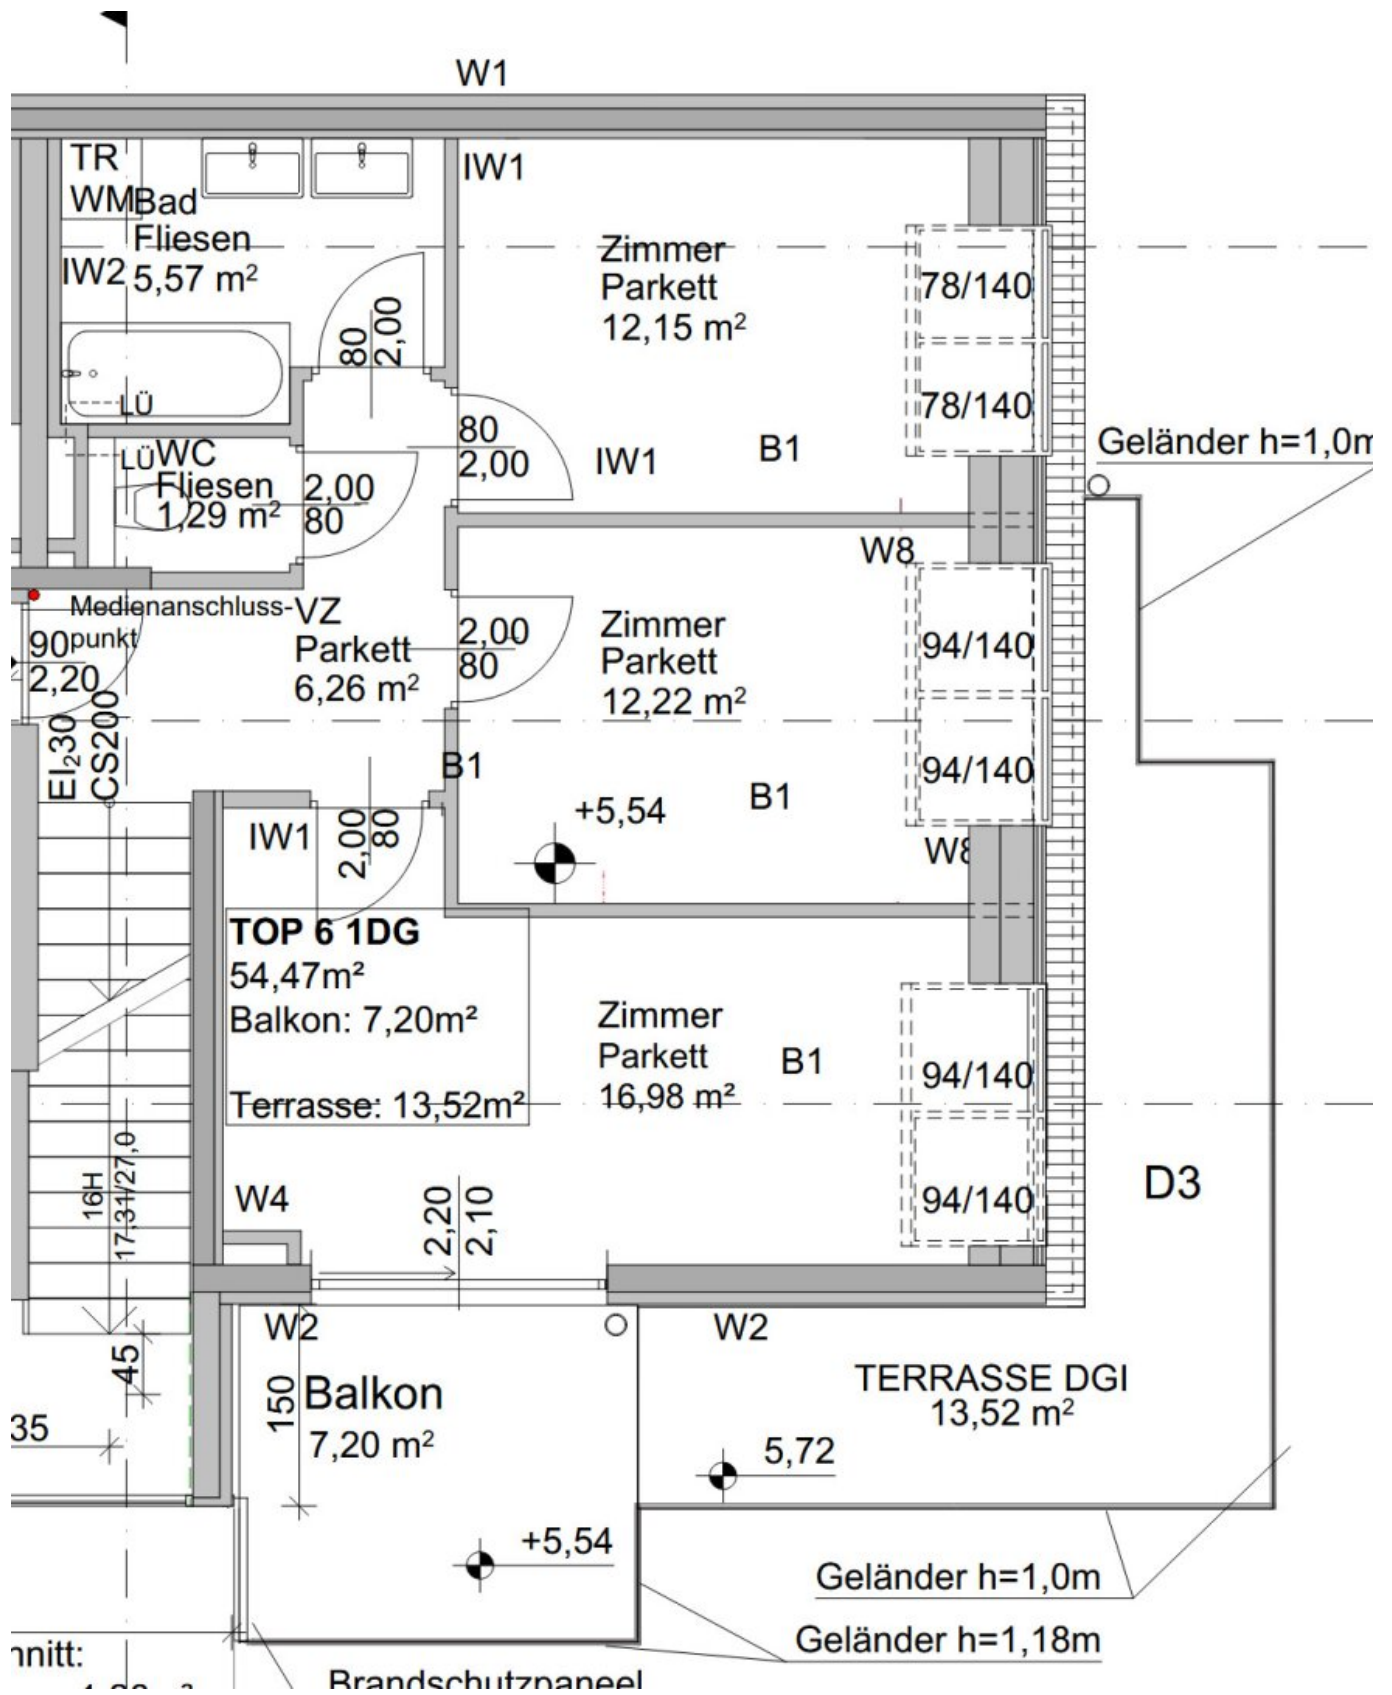 W1
TR
WM
Bad
Fliesen
5,57 m²
IW2
IW1
Zimmer
Parkett
12,15 m²
78/140
78/140
80
2,00
LÜ
LÜ
WC
Fliesen
1,29 m²
2,00
80
80
2,00
IW1
B1
Geländer h=1,0m
W8
Medienanschluss-
punkt
VZ
Parkett
6,26 m²
90
2,20
EI₂30
CS200
2,00
80
Zimmer
Parkett
12,22 m²
94/140
94/140
B1
+5,54
B1
W8
IW1
2,00
80
TOP 6 1DG
54,47m²
Balkon: 7,20m²
Terrasse: 13,52m²
Zimmer
Parkett
16,98 m²
B1
94/140
94/140
16H
17,31/27,0
W4
2,20
2,10
D3
W2
W2
45
150
Balkon
7,20 m²
TERRASSE DGI
13,52 m²
35
5,72
+5,54
Geländer h=1,0m
Geländer h=1,18m
hnitt:
Brandschutzpaneel